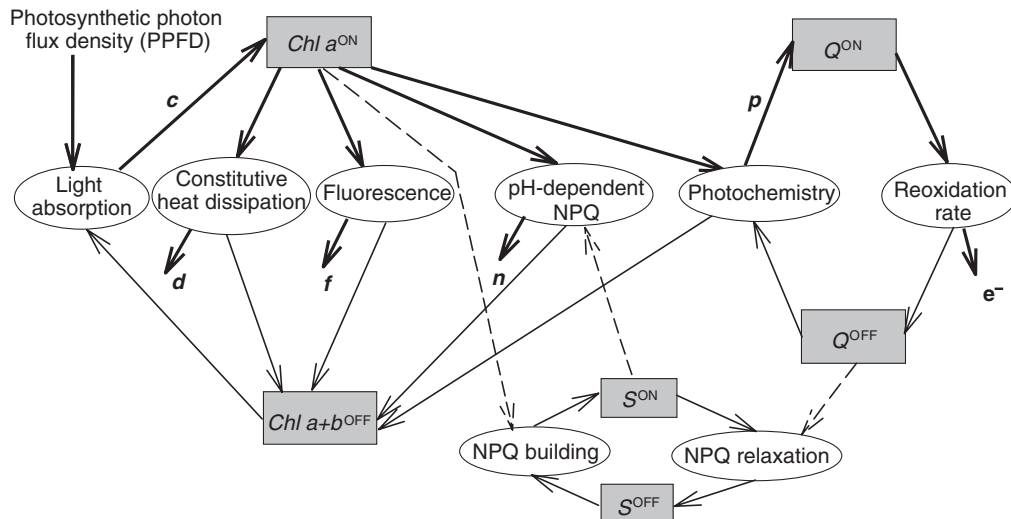 Photosynthetic photon
flux density (PPFD)
Chl a^ON
Q^ON
c
p
Light
absorption
Constitutive
heat dissipation
Fluorescence
pH-dependent
NPQ
Photochemistry
Reoxidation
rate
d
f
n
e⁻
Q^OFF
Chl a+b^OFF
S^ON
NPQ building
NPQ relaxation
S^OFF